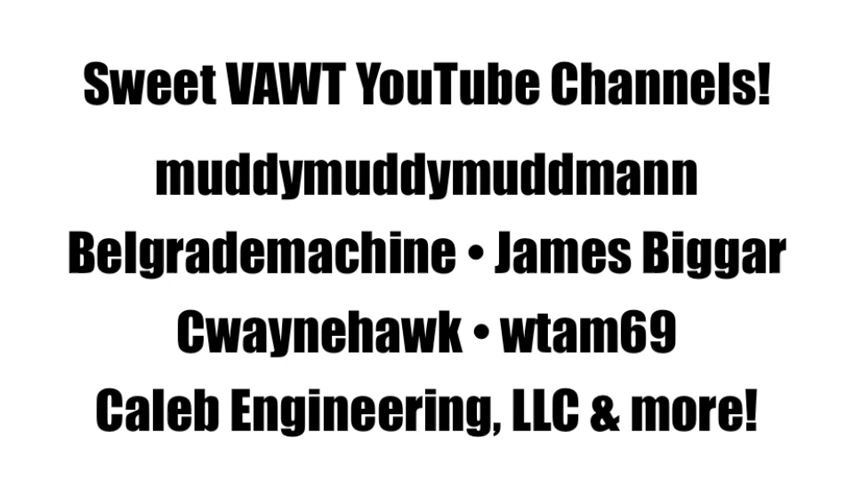 Sweet VAWT YouTube Channels!
muddymuddymuddmann
Belgrademachine • James Biggar
Cwaynehawk • wtam69
Caleb Engineering, LLC & more!